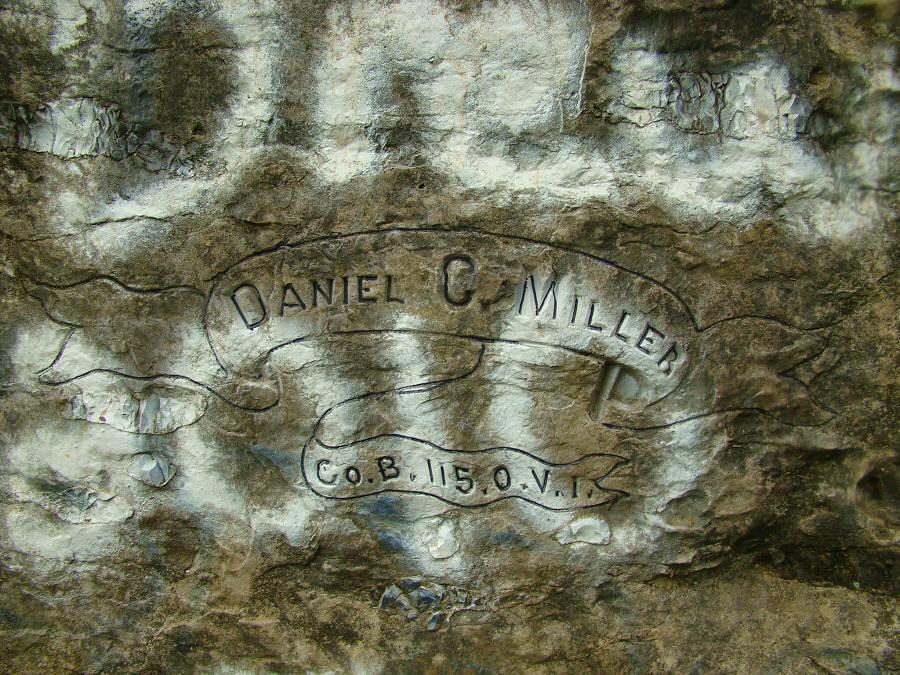 DANIEL C. MILLER
Co. B. 115. O. V. I.